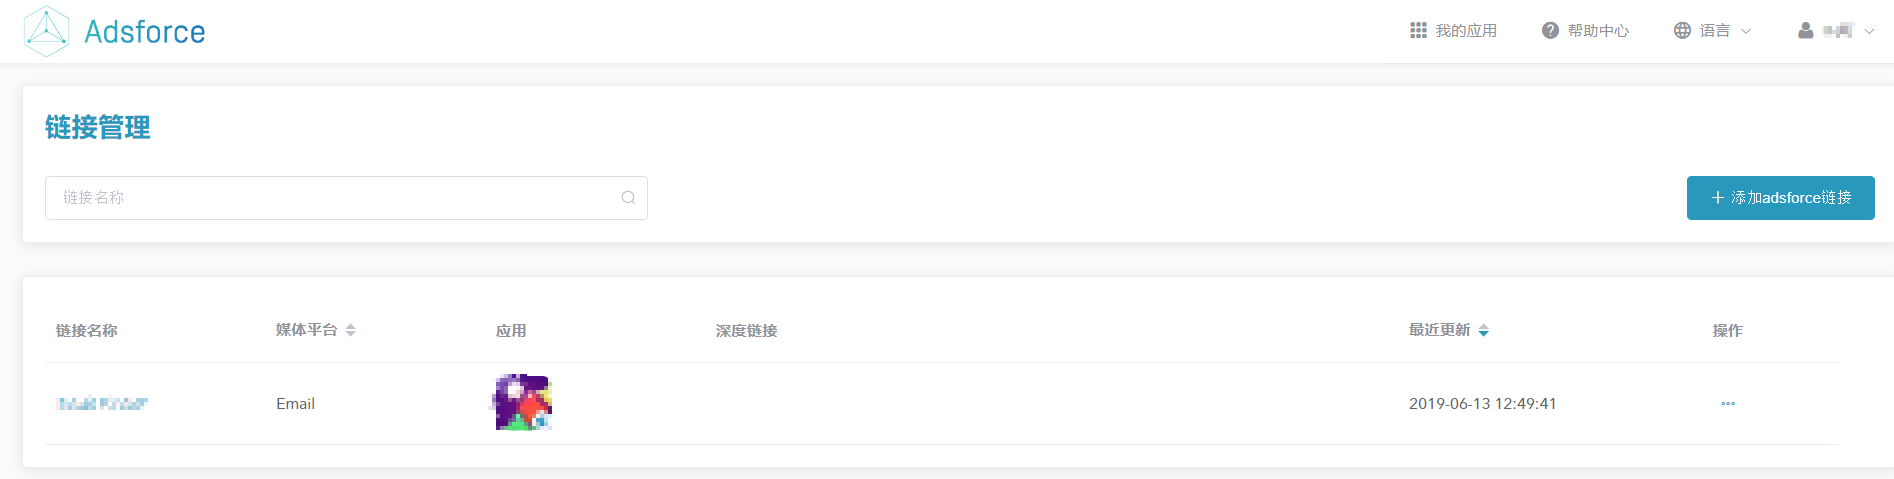 Adsforce 我的应用 帮助中心 语言
链接管理
链接名称 添加adsforce链接
链接名称 媒体平台 应用 深度链接 最近更新 操作
Email 2019-06-13 12:49:41